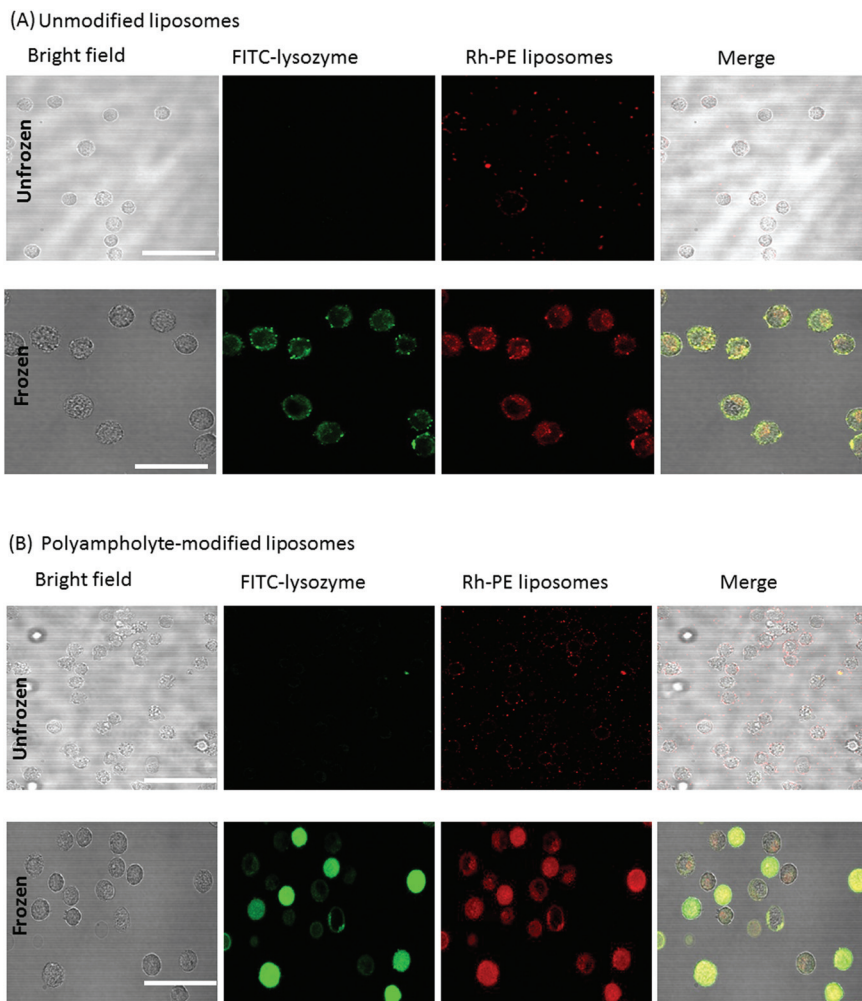 (A) Unmodified liposomes
Bright field FITC-lysozyme Rh-PE liposomes Merge
Unfrozen
Frozen
(B) Polyampholyte-modified liposomes
Bright field FITC-lysozyme Rh-PE liposomes Merge
Unfrozen
Frozen